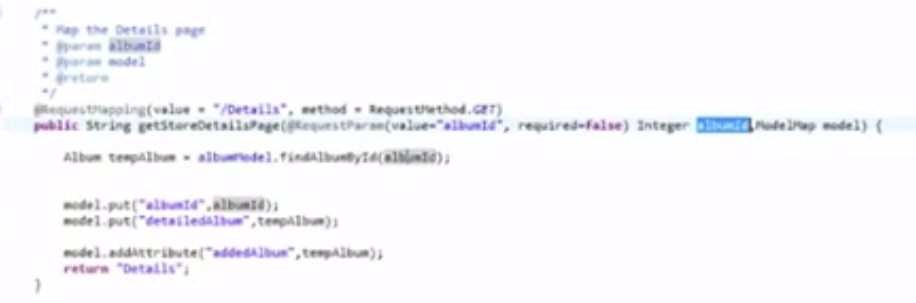 /**
* Map the Details page
* @param albumId
* @param model
* @return
*/
@RequestMapping(value = "/Details", method = RequestMethod.GET)
public String getStoreDetailsPage(@RequestParam(value="albumId", required=false) Integer albumId,ModelMap model) {
Album tempAlbum = albumModel.findAlbumById(albumId);
model.put("albumId",albumId);
model.put("detailedAlbum",tempAlbum);
model.addAttribute("addedAlbum",tempAlbum);
return "Details";
}